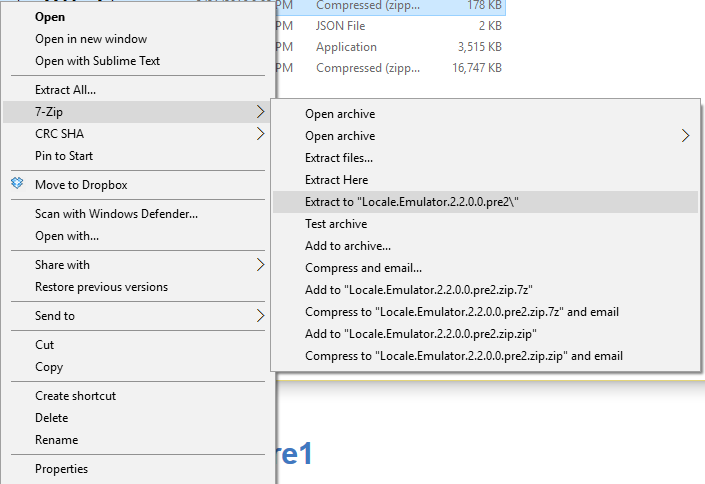 Compressed (zipp... 178 KB
PM JSON File 2 KB
PM Application 3,515 KB
PM Compressed (zipp... 16,747 KB
Open
Open in new window
Open with Sublime Text
Extract All...
7-Zip
CRC SHA
Pin to Start
Move to Dropbox
Scan with Windows Defender...
Open with...
Share with
Restore previous versions
Send to
Cut
Copy
Create shortcut
Delete
Rename
Properties
Open archive
Open archive
Extract files...
Extract Here
Extract to "Locale.Emulator.2.2.0.0.pre2\"
Test archive
Add to archive...
Compress and email...
Add to "Locale.Emulator.2.2.0.0.pre2.zip.7z"
Compress to "Locale.Emulator.2.2.0.0.pre2.zip.7z" and email
Add to "Locale.Emulator.2.2.0.0.pre2.zip.zip"
Compress to "Locale.Emulator.2.2.0.0.pre2.zip.zip" and email
re1